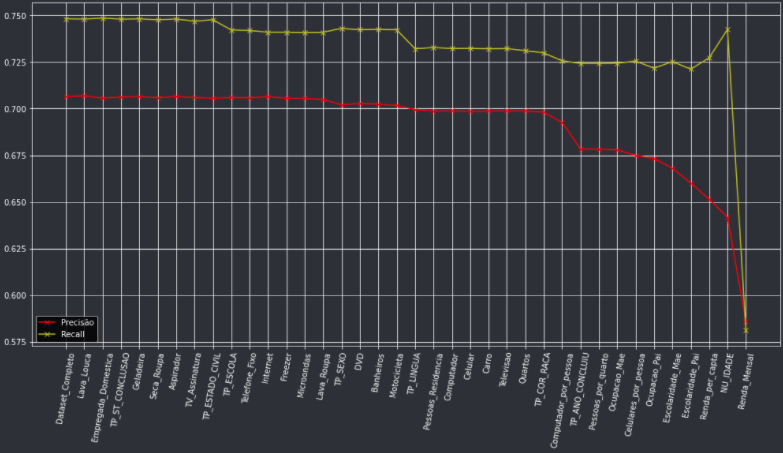 0.750
0.725
0.700
0.675
0.650
0.625
0.600
0.575
Precisão
Recall
Dataset_Completo
Lava_Louca
Empregada_Domestica
TP_ST_CONCLUSAO
Geladeira
Seca_Roupa
Aspirador
TV_Assinatura
TP_ESTADO_CIVIL
TP_ESCOLA
Telefone_Fixo
Internet
Freezer
Microondas
Lava_Roupa
TP_SEXO
DVD
Banheiros
Motocicleta
TP_LINGUA
Pessoas_Residencia
Computador
Celular
Carro
Televisao
Quartos
TP_COR_RACA
Computador_por_pessoa
TP_ANO_CONCLUIU
Pessoas_por_quarto
Ocupacao_Mae
Celulares_por_pessoa
Ocupacao_Pai
Escolaridade_Mae
Escolaridade_Pai
Renda_per_capta
NU_IDADE
Renda_Mensal